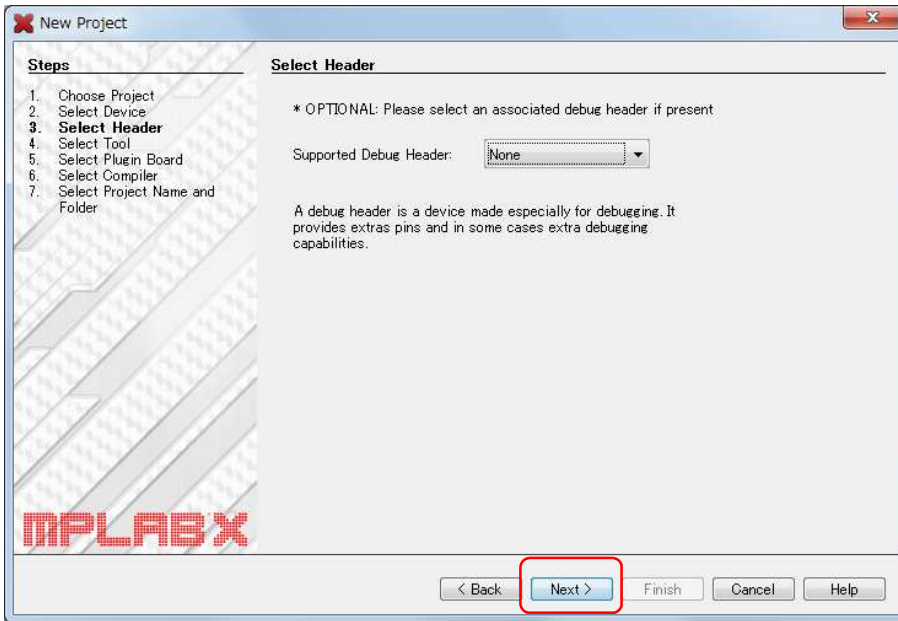 New Project
Steps
1. Choose Project
2. Select Device
3. Select Header
4. Select Tool
5. Select Plugin Board
6. Select Compiler
7. Select Project Name and
Folder
Select Header
* OPTIONAL: Please select an associated debug header if present
Supported Debug Header: None
A debug header is a device made especially for debugging. It
provides extras pins and in some cases extra debugging
capabilities.
MPLAB X
< Back Next > Finish Cancel Help